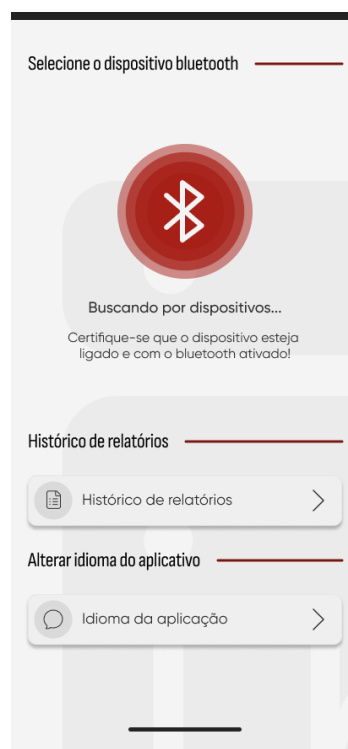 Selecione o dispositivo bluetooth
Buscando por dispositivos...
Certifique-se que o dispositivo esteja
ligado e com o bluetooth ativado!
Histórico de relatórios
Histórico de relatórios
Alterar idioma do aplicativo
Idioma da aplicação